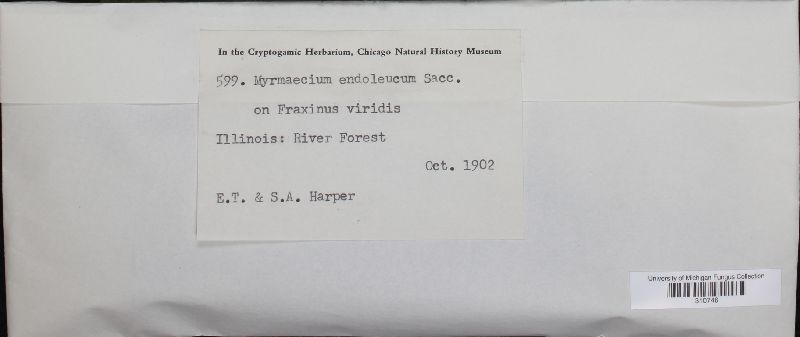 In the Cryptogamic Herbarium, Chicago Natural History Museum
599. Myrmaecium endoleucum Sacc.
on Fraxinus viridis
Illinois: River Forest
Oct. 1902
E.T. & S.A. Harper
University of Michigan Fungus Collection
310746